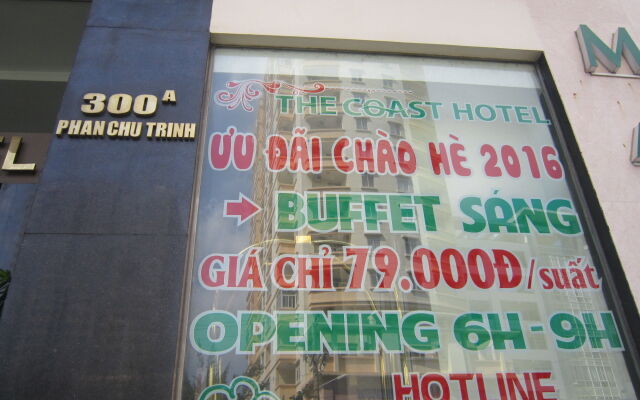 300A
PHAN CHU TRINH
THE COAST HOTEL
ƯU ĐÃI CHÀO HÈ 2016
BUFFET SÁNG
GIÁ CHỈ 79.000Đ/suất
OPENING 6H - 9H
HOTLINE